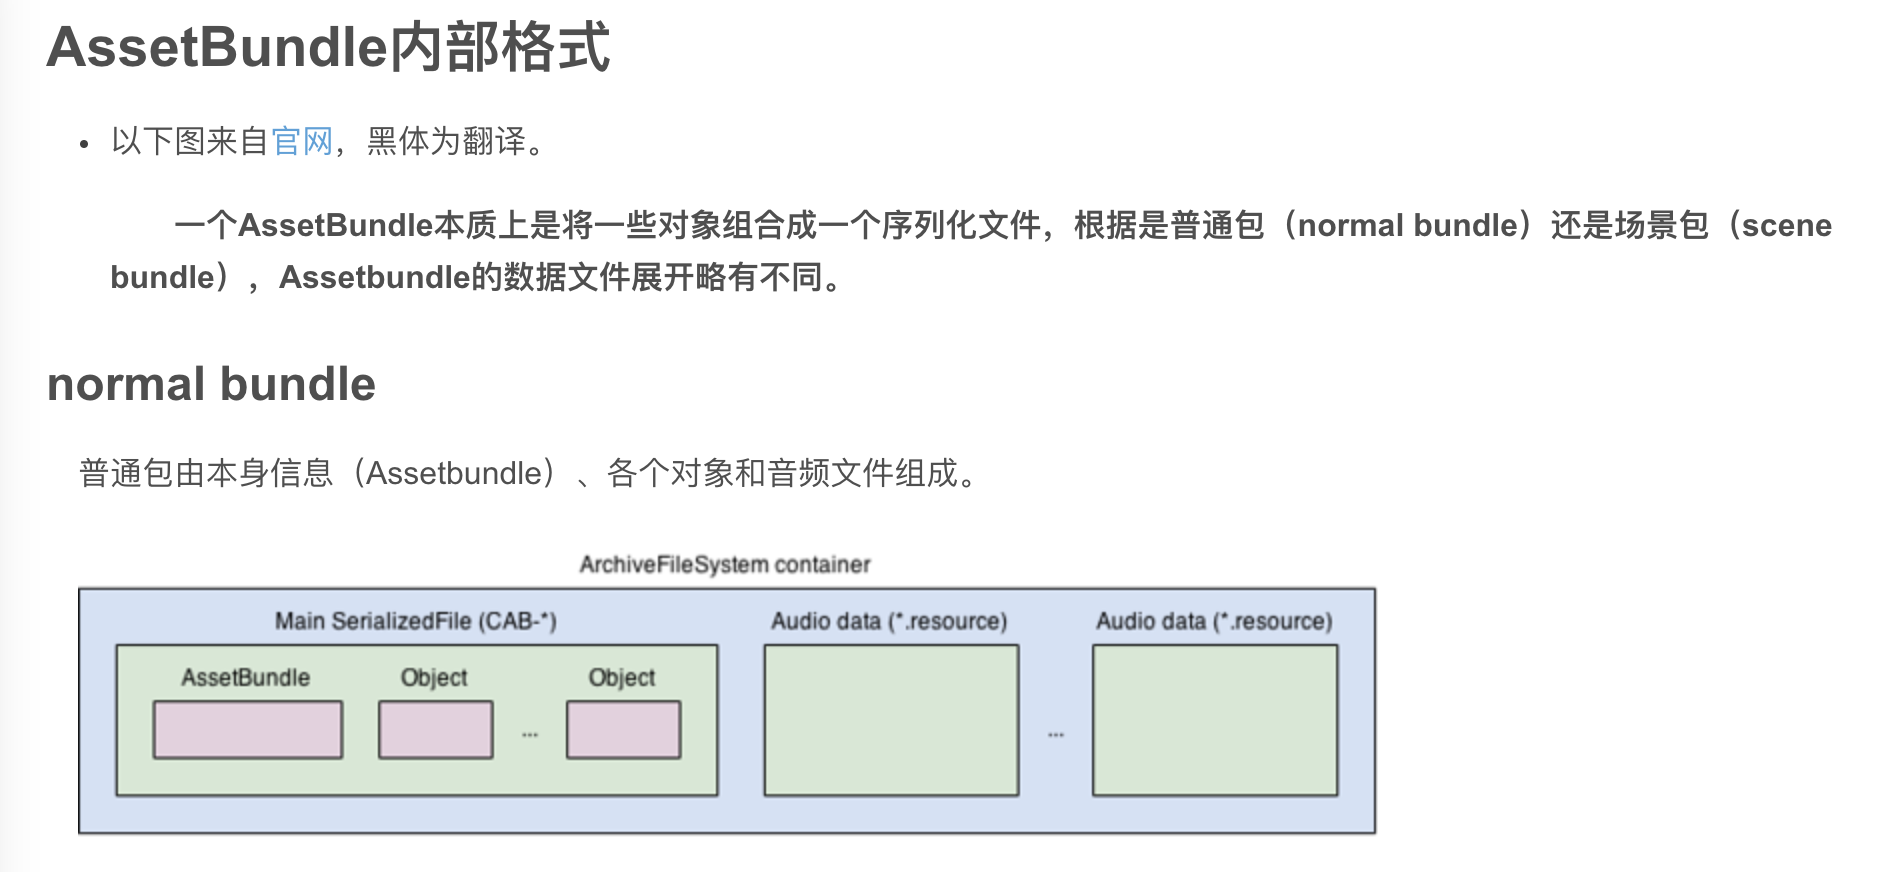 AssetBundle内部格式
• 以下图来自官网，黑体为翻译。
一个AssetBundle本质上是将一些对象组合成一个序列化文件，根据是普通包（normal bundle）还是场景包（scene
bundle），Assetbundle的数据文件展开略有不同。
normal bundle
普通包由本身信息（Assetbundle）、各个对象和音频文件组成。
ArchiveFileSystem container
Main SerializedFile (CAB-*) Audio data (*.resource) Audio data (*.resource)
AssetBundle Object Object
... ...